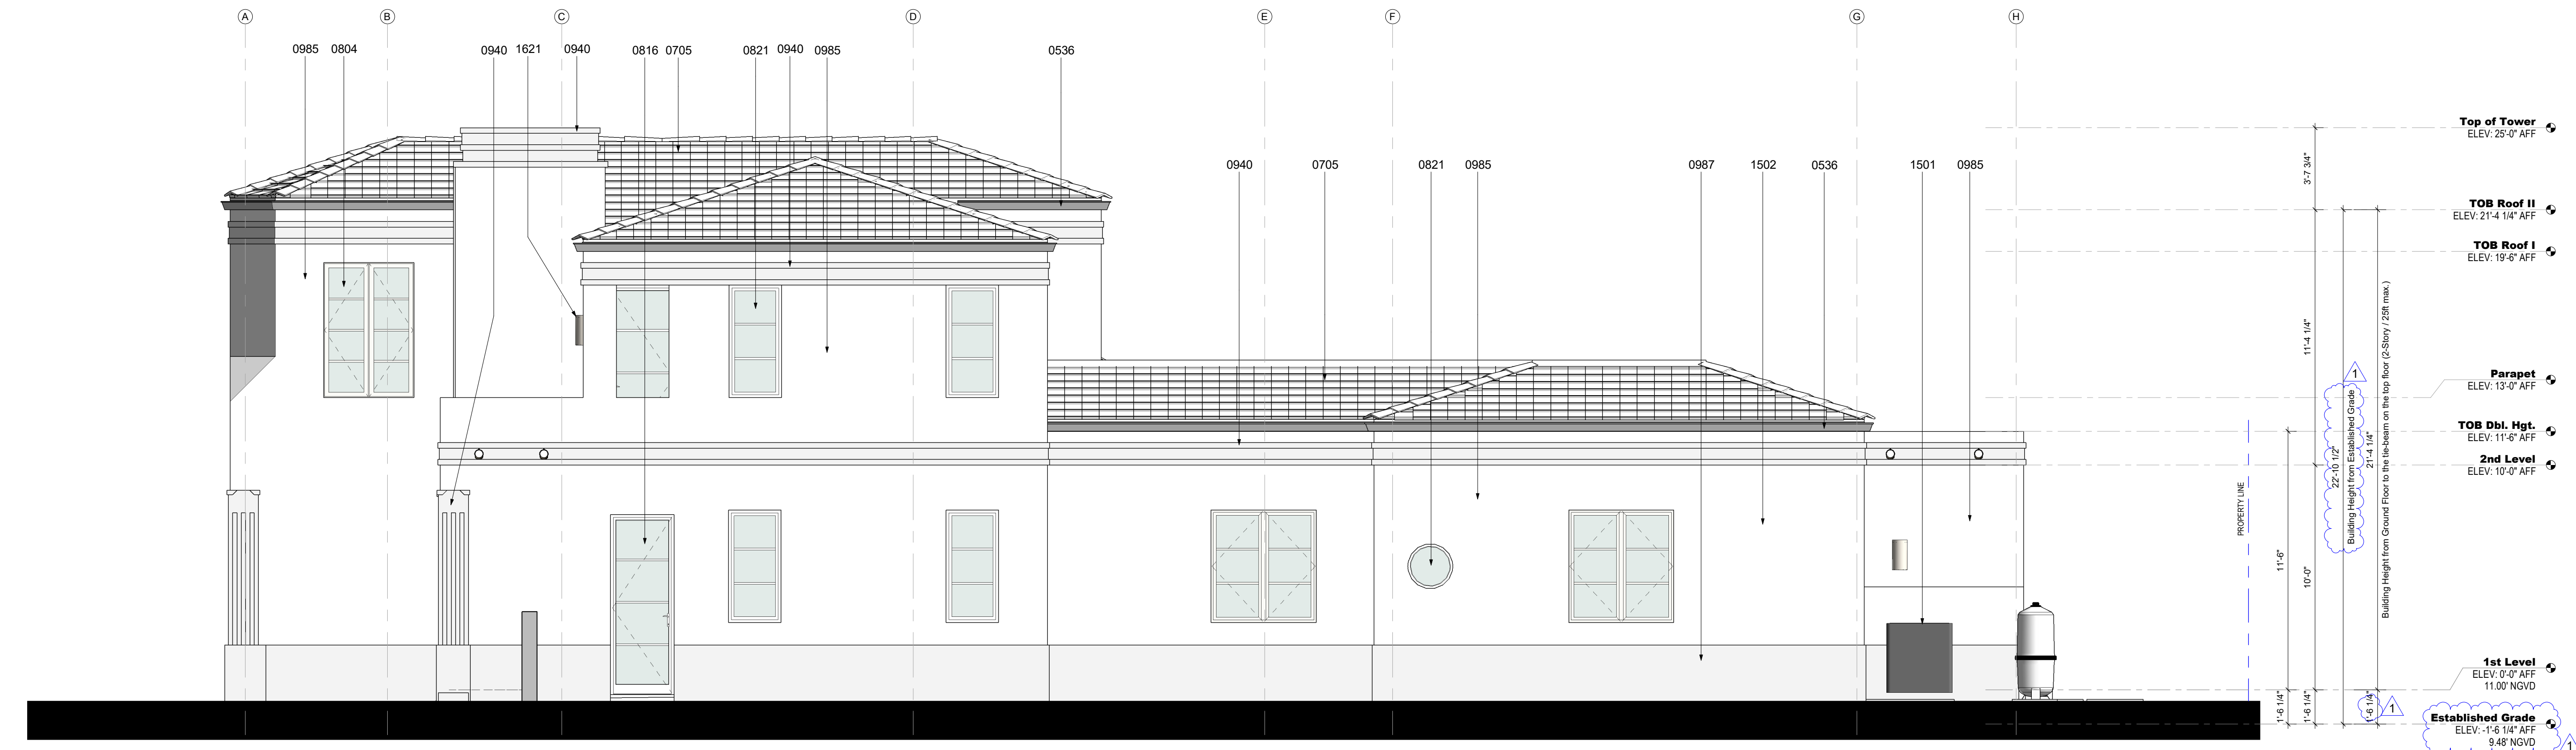 A B C D E F G H
0985 0804 0940 1621 0940 0816 0705 0821 0940 0985 0536
0940 0705 0821 0985 0987 1502 0536 1501 0985
Top of Tower
ELEV: 25'-0" AFF
3'-7 3/4"
TOB Roof II
ELEV: 21'-4 1/4" AFF
TOB Roof I
ELEV: 19'-6" AFF
11'-4 1/4"
Parapet
ELEV: 13'-0" AFF
1
TOB Dbl. Hgt.
ELEV: 11'-6" AFF
2nd Level
ELEV: 10'-0" AFF
PROPERTY LINE
11'-6"
10'-0"
22'-10 1/2"
Building Height from Established Grade
21'-4 1/4"
Building Height from Ground Floor to the tie-beam on the top floor (2-Story / 25ft max.)
1st Level
ELEV: 0'-0" AFF
11.00' NGVD
1'-6 1/4"
1'-6 1/4"
1'-6 1/4"
1
Established Grade
ELEV: -1'-6 1/4" AFF
9.48' NGVD
1